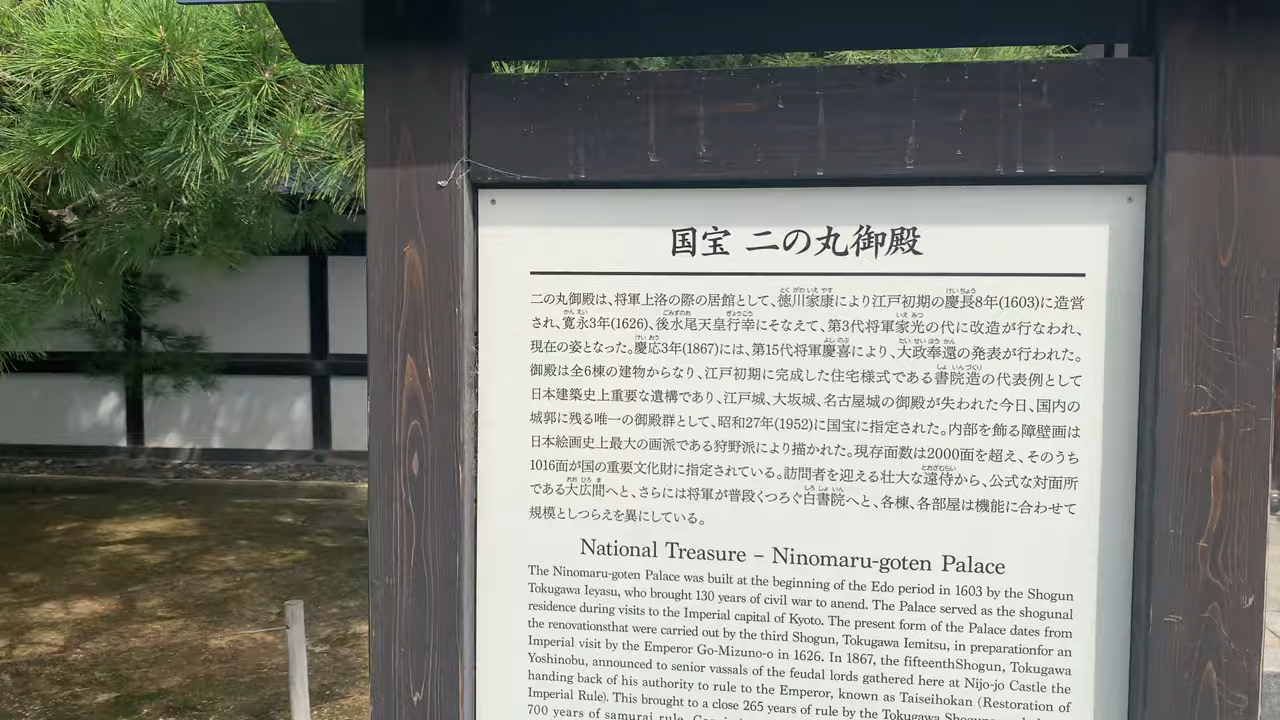 国宝 二の丸御殿
二の丸御殿は、将軍上洛の際の居館として、徳川家康により江戸初期の慶長8年(1603)に造営
され、寛永3年(1626)、後水尾天皇行幸にそなえて、第3代将軍家光の代に改造が行なわれ、
現在の姿となった。慶応3年(1867)には、第15代将軍慶喜により、大政奉還の発表が行われた。
御殿は全6棟の建物からなり、江戸初期に完成した住宅様式である書院造の代表例として
日本建築史上重要な遺構であり、江戸城、大坂城、名古屋城の御殿が失われた今日、国内の
城郭に残る唯一の御殿群として、昭和27年(1952)に国宝に指定された。内部を飾る障壁画は
日本絵画史上最大の画派である狩野派により描かれた。現存面数は2000面を超え、そのうち
1016面が国の重要文化財に指定されている。訪問者を迎える壮大な遠侍から、公式な対面所
である大広間へと、さらには将軍が普段くつろぐ白書院へと、各棟、各部屋は機能に合わせて
規模としつらえを異にしている。
National Treasure – Ninomaru-goten Palace
The Ninomaru-goten Palace was built at the beginning of the Edo period in 1603 by the Shogun
Tokugawa Ieyasu, who brought 130 years of civil war to anend. The Palace served as the shogunal
residence during visits to the Imperial capital of Kyoto. The present form of the Palace dates from
the renovationsthat were carried out by the third Shogun, Tokugawa Iemitsu, in preparationfor an
Imperial visit by the Emperor Go-Mizuno-o in 1626. In 1867, the fifteenthShogun, Tokugawa
Yoshinobu, announced to senior vassals of the feudal lords gathered here at Nijo-jo Castle the
handing back of his authority to rule to the Emperor, known as Taiseihokan (Restoration of
Imperial Rule). This brought to a close 265 years of rule by the Tokugawa
700 years of samurai rule.